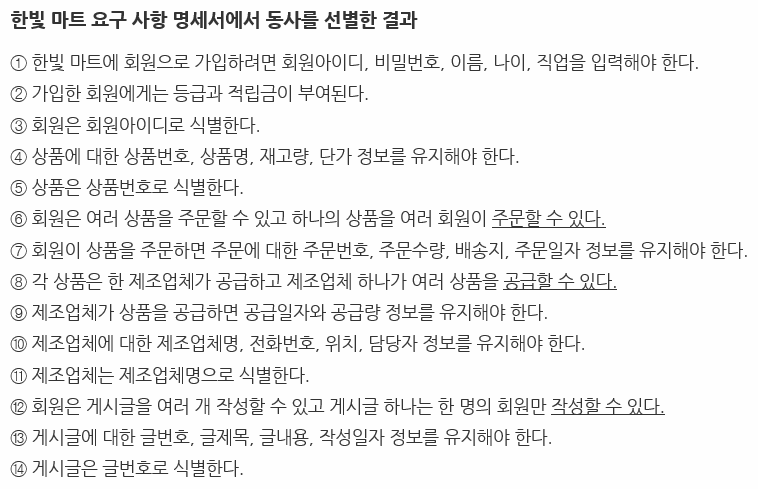 한빛 마트 요구 사항 명세서에서 동사를 선별한 결과
① 한빛 마트에 회원으로 가입하려면 회원아이디, 비밀번호, 이름, 나이, 직업을 입력해야 한다.
② 가입한 회원에게는 등급과 적립금이 부여된다.
③ 회원은 회원아이디로 식별한다.
④ 상품에 대한 상품번호, 상품명, 재고량, 단가 정보를 유지해야 한다.
⑤ 상품은 상품번호로 식별한다.
⑥ 회원은 여러 상품을 주문할 수 있고 하나의 상품을 여러 회원이 주문할 수 있다.
⑦ 회원이 상품을 주문하면 주문에 대한 주문번호, 주문수량, 배송지, 주문일자 정보를 유지해야 한다.
⑧ 각 상품은 한 제조업체가 공급하고 제조업체 하나가 여러 상품을 공급할 수 있다.
⑨ 제조업체가 상품을 공급하면 공급일자와 공급량 정보를 유지해야 한다.
⑩ 제조업체에 대한 제조업체명, 전화번호, 위치, 담당자 정보를 유지해야 한다.
⑪ 제조업체는 제조업체명으로 식별한다.
⑫ 회원은 게시글을 여러 개 작성할 수 있고 게시글 하나는 한 명의 회원만 작성할 수 있다.
⑬ 게시글에 대한 글번호, 글제목, 글내용, 작성일자 정보를 유지해야 한다.
⑭ 게시글은 글번호로 식별한다.